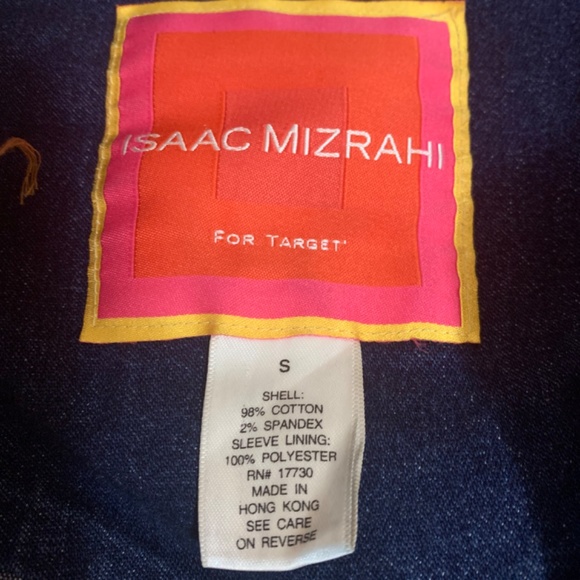 ISAAC MIZRAHI
FOR TARGET
S
SHELL:
98% COTTON
2% SPANDEX
SLEEVE LINING:
100% POLYESTER
RN# 17730
MADE IN
HONG KONG
SEE CARE
ON REVERSE